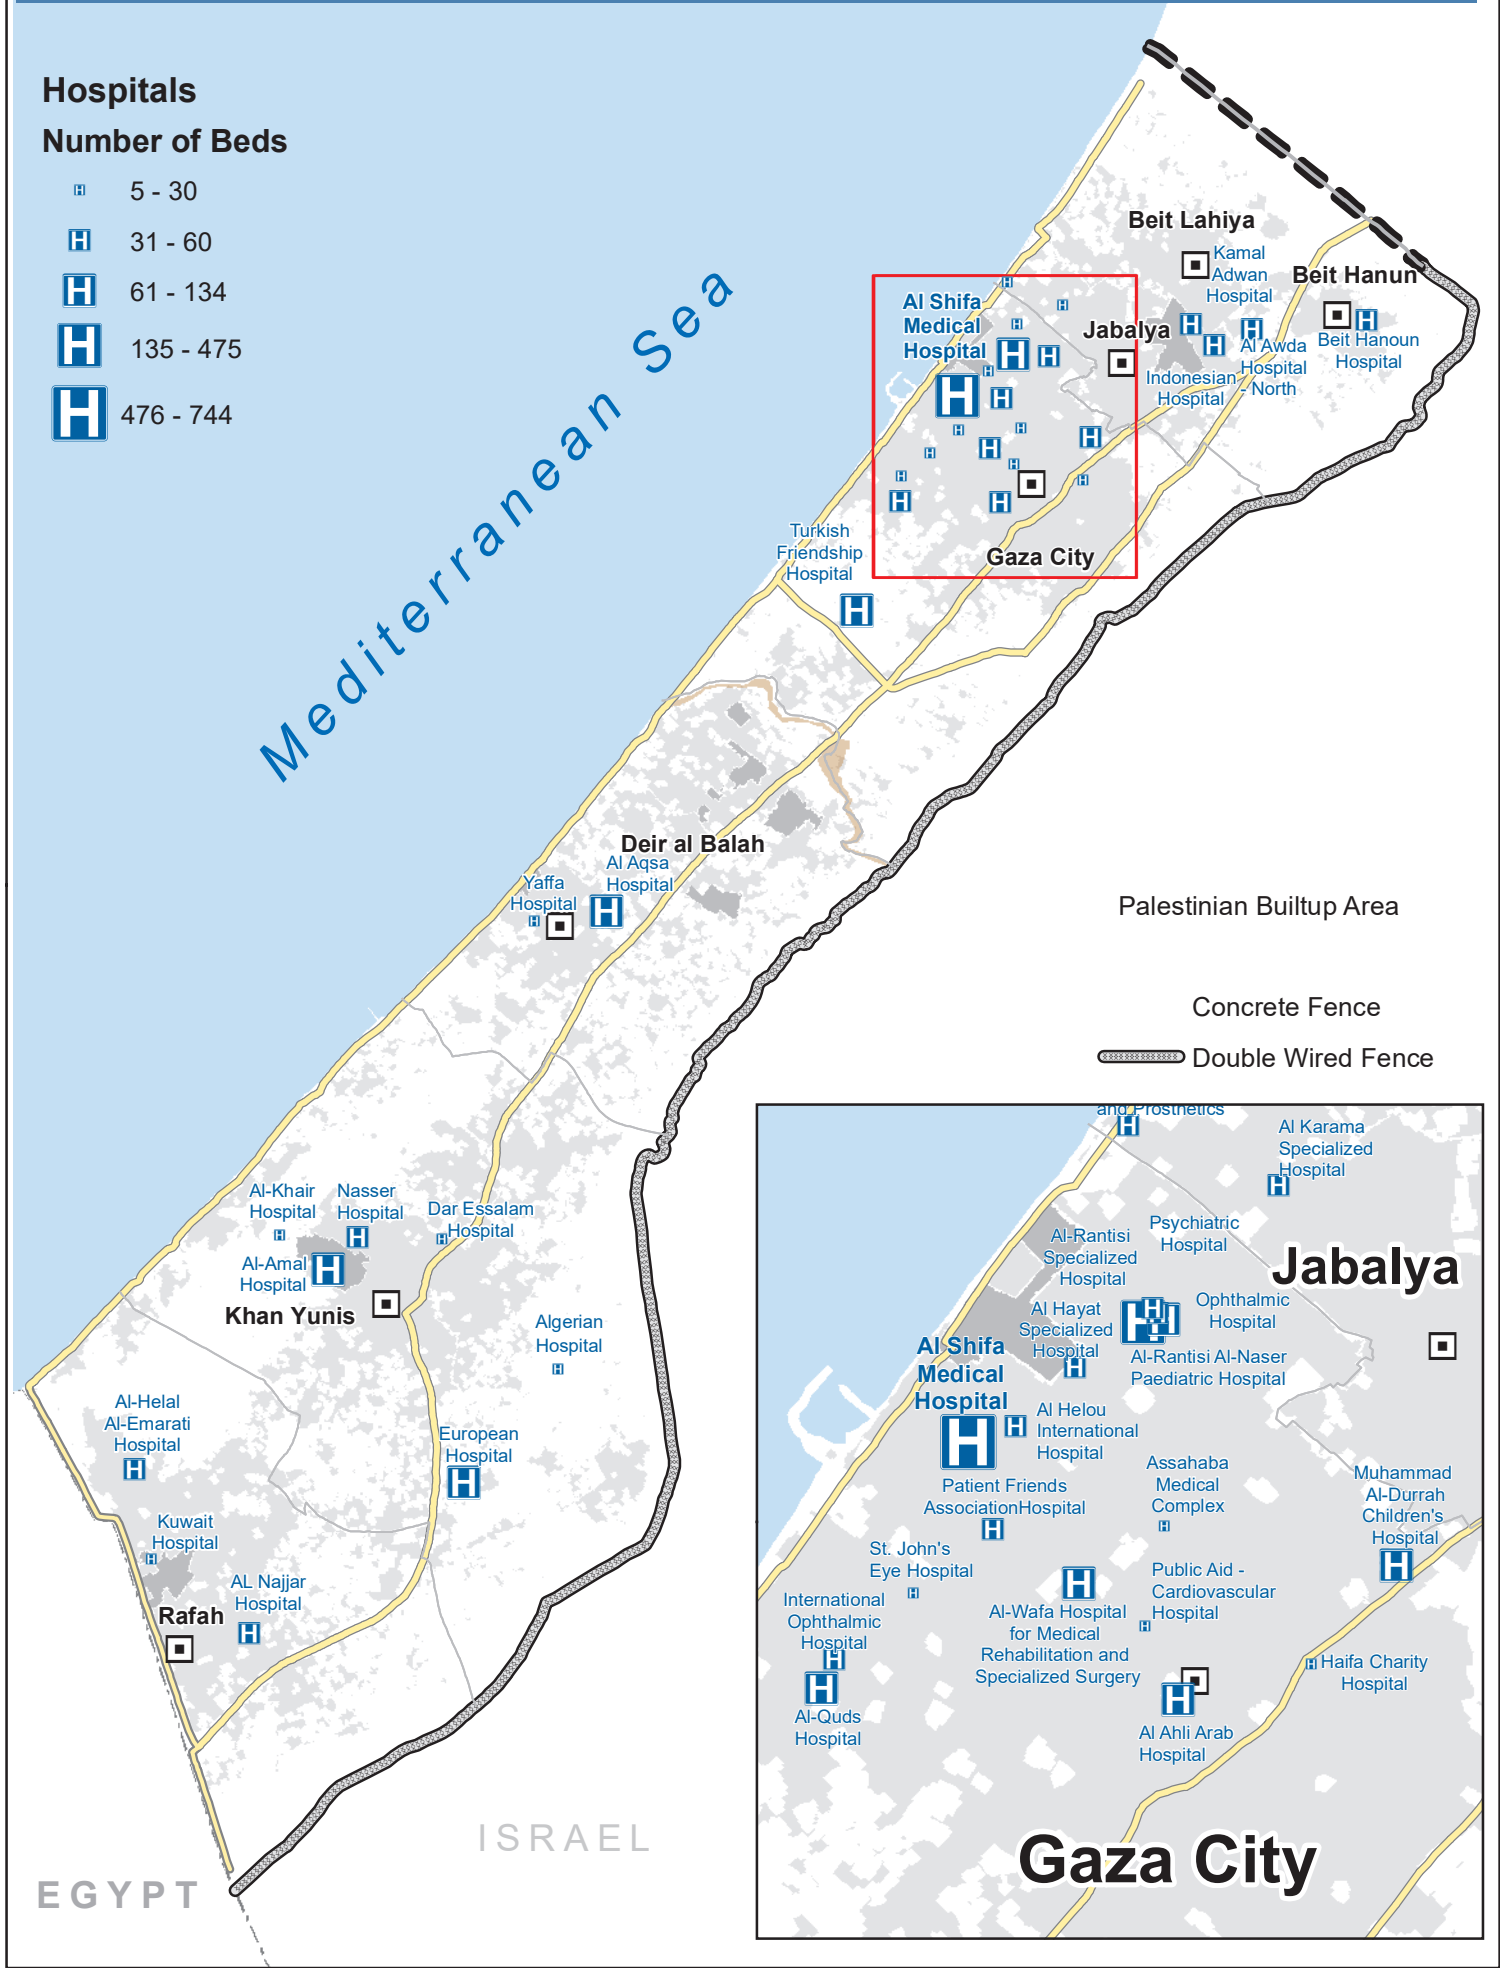 Hospitals
Number of Beds
5 - 30
31 - 60
61 - 134
135 - 475
476 - 744
Mediterranean Sea
Beit Lahiya
Kamal
Adwan
Hospital
Beit Hanun
Al Shifa
Medical
Hospital
Jabalya
Al Awda
Hospital
- North
Beit Hanoun
Hospital
Indonesian
Hospital
Turkish
Friendship
Hospital
Gaza City
Deir al Balah
Al Aqsa
Hospital
Yaffa
Hospital
Palestinian Builtup Area
Concrete Fence
Double Wired Fence
Al-Khair
Hospital
Nasser
Hospital
Dar Essalam
Hospital
Al-Amal
Hospital
Khan Yunis
Algerian
Hospital
Al-Helal
Al-Emarati
Hospital
European
Hospital
Kuwait
Hospital
AL Najjar
Hospital
Rafah
ISRAEL
EGYPT
and Prosthetics
Al Karama
Specialized
Hospital
Al-Rantisi
Specialized
Hospital
Psychiatric
Hospital
Jabalya
Al Hayat
Specialized
Hospital
Ophthalmic
Hospital
Al Shifa
Medical
Hospital
Al-Rantisi Al-Naser
Paediatric Hospital
Al Helou
International
Hospital
Patient Friends
AssociationHospital
Assahaba
Medical
Complex
Muhammad
Al-Durrah
Children's
Hospital
St. John's
Eye Hospital
International
Ophthalmic
Hospital
Al-Wafa Hospital
for Medical
Rehabilitation and
Specialized Surgery
Public Aid -
Cardiovascular
Hospital
Haifa Charity
Hospital
Al-Quds
Hospital
Al Ahli Arab
Hospital
Gaza City